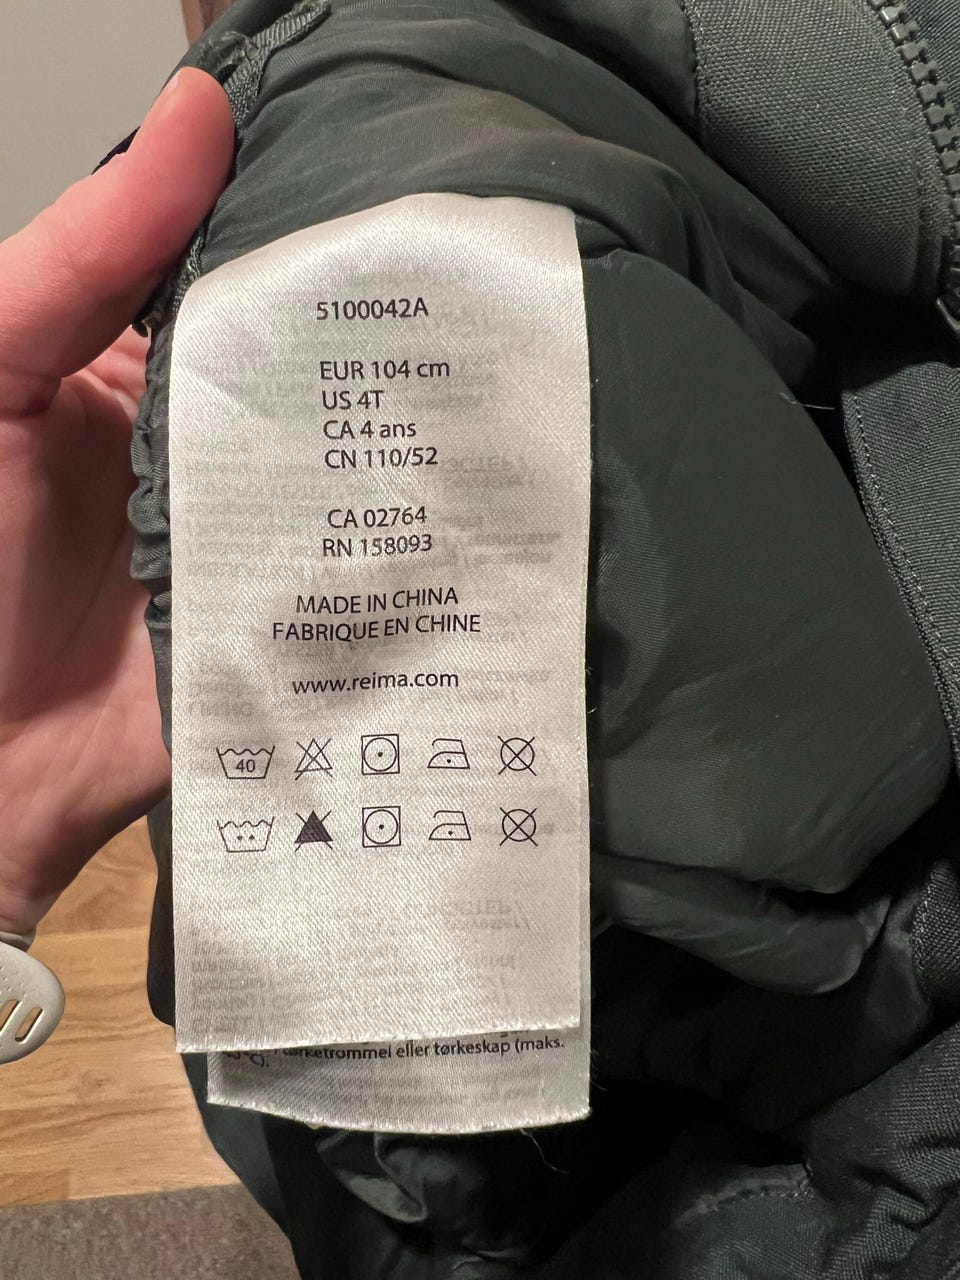 5100042A
EUR 104 cm
US 4T
CA 4 ans
CN 110/52
CA 02764
RN 158093
MADE IN CHINA
FABRIQUE EN CHINE
www.reima.com
40
eller tørkeskap (maks.